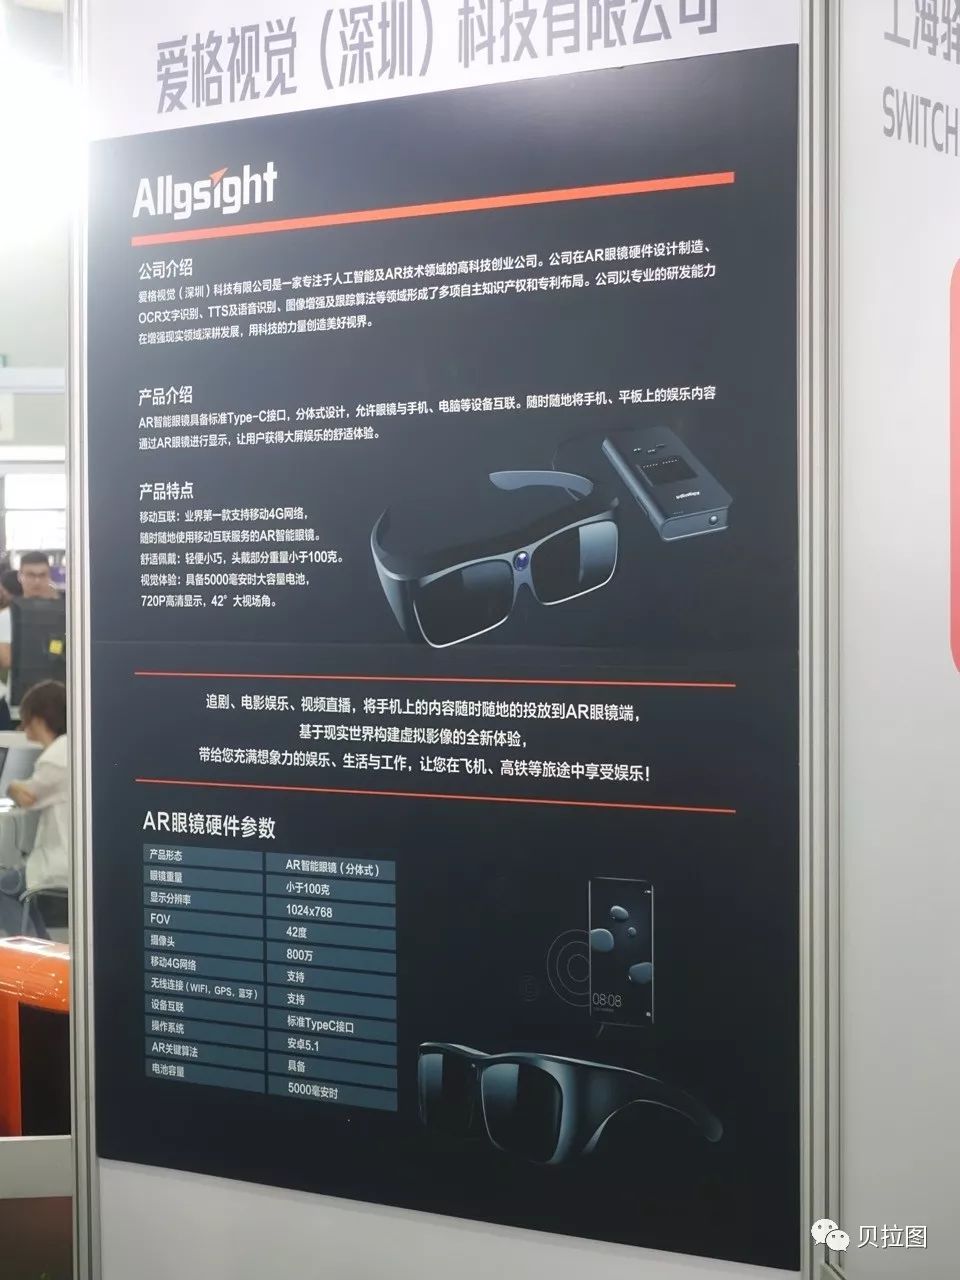 爱格视觉（深圳）科技有限公司
上海
SWITCH
Allgsight
公司介绍
爱格视觉（深圳）科技有限公司是一家专注于人工智能及AR技术领域的高科技创业公司。公司在AR眼镜硬件设计制造、
OCR文字识别、TTS及语音识别、图像增强及跟踪算法等领域形成了多项自主知识产权和专利布局。公司以专业的研发能力
在增强现实领域深耕发展，用科技的力量创造美好视界。
产品介绍
AR智能眼镜具备标准Type-C接口，分体式设计，允许眼镜与手机、电脑等设备互联。随时随地将手机、平板上的娱乐内容
通过AR眼镜进行显示，让用户获得大屏娱乐的舒适体验。
产品特点
移动互联：业界第一款支持移动4G网络，
随时随地使用移动互联服务的AR智能眼镜。
舒适佩戴：轻便小巧，头戴部分重量小于100克。
视觉体验：具备5000毫安时大容量电池，
720P高清显示，42°大视场角。
追剧、电影娱乐、视频直播，将手机上的内容随时随地的投放到AR眼镜端，
基于现实世界构建虚拟影像的全新体验，
带给您充满想象力的娱乐、生活与工作，让您在飞机、高铁等旅途中享受娱乐！
AR眼镜硬件参数
产品形态 AR智能眼镜（分体式）
眼镜重量 小于100克
显示分辨率 1024x768
FOV 42度
摄像头 800万
移动4G网络 支持
无线连接（WIFI，GPS，蓝牙） 支持
设备互联 标准TypeC接口
操作系统 安卓5.1
AR关键算法 具备
电池容量 5000毫安时
08:08
贝拉图